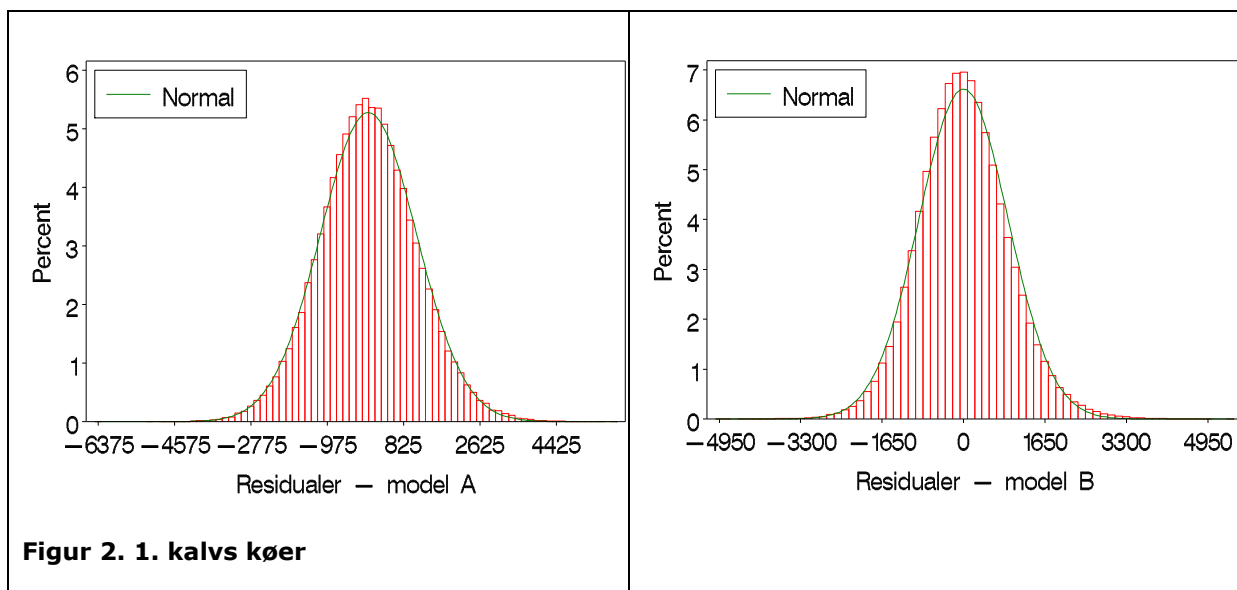 6
5
4
3
2
1
0
Percent
Normal
−6375 −4575 −2775 −975 825 2625 4425
Residualer − model A
7
6
5
4
3
2
1
0
Percent
Normal
−4950 −3300 −1650 0 1650 3300 4950
Residualer − model B
Figur 2. 1. kalvs køer